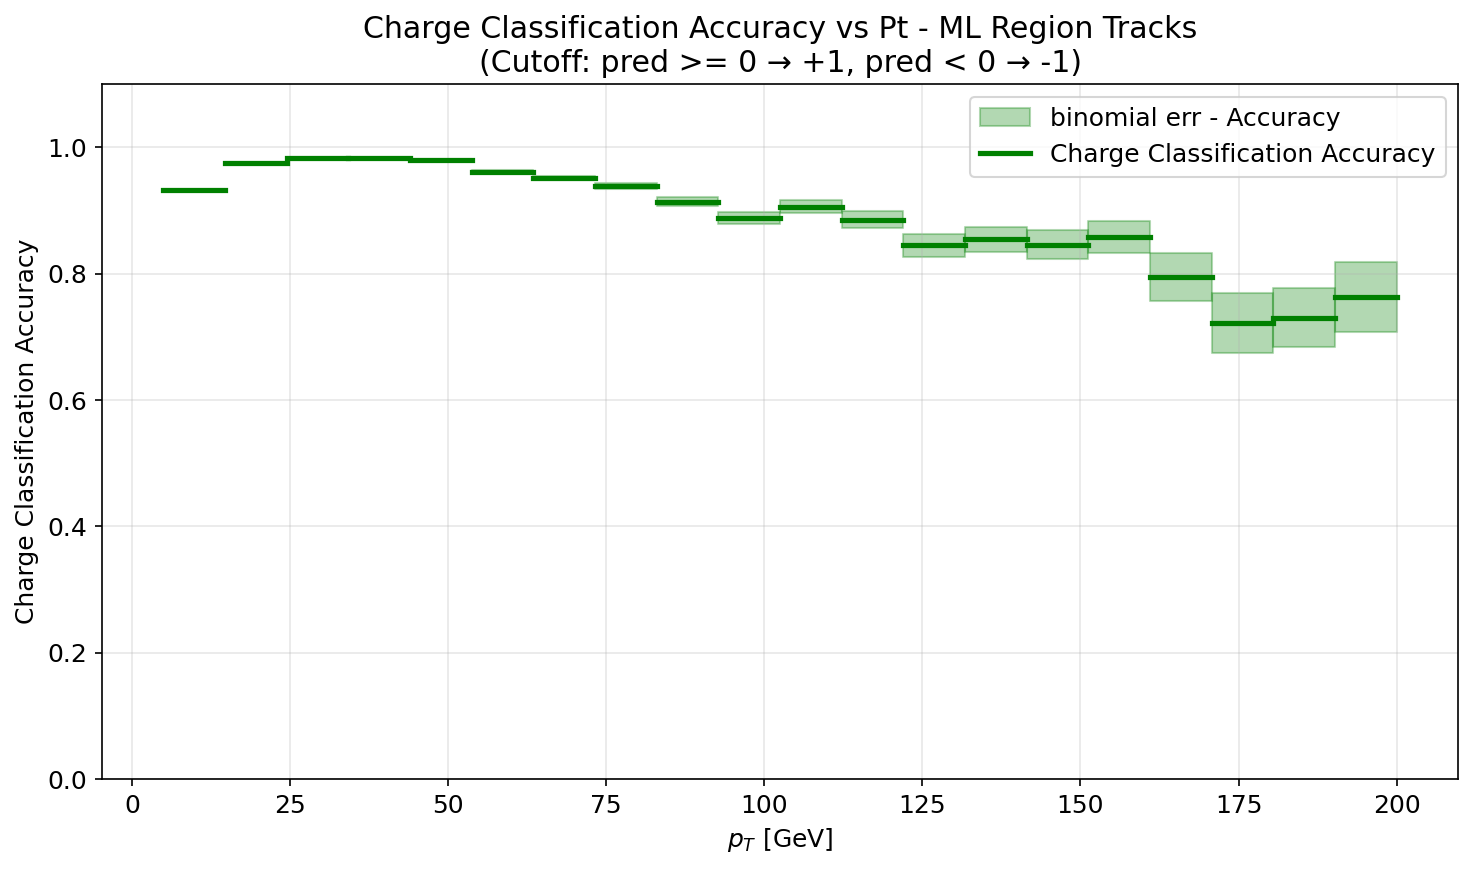 Charge Classification Accuracy vs Pt - ML Region Tracks
(Cutoff: pred >= 0 → +1, pred < 0 → -1)
binomial err - Accuracy
Charge Classification Accuracy
Charge Classification Accuracy
1.0
0.8
0.6
0.4
0.2
0.0
0 25 50 75 100 125 150 175 200
p_T [GeV]